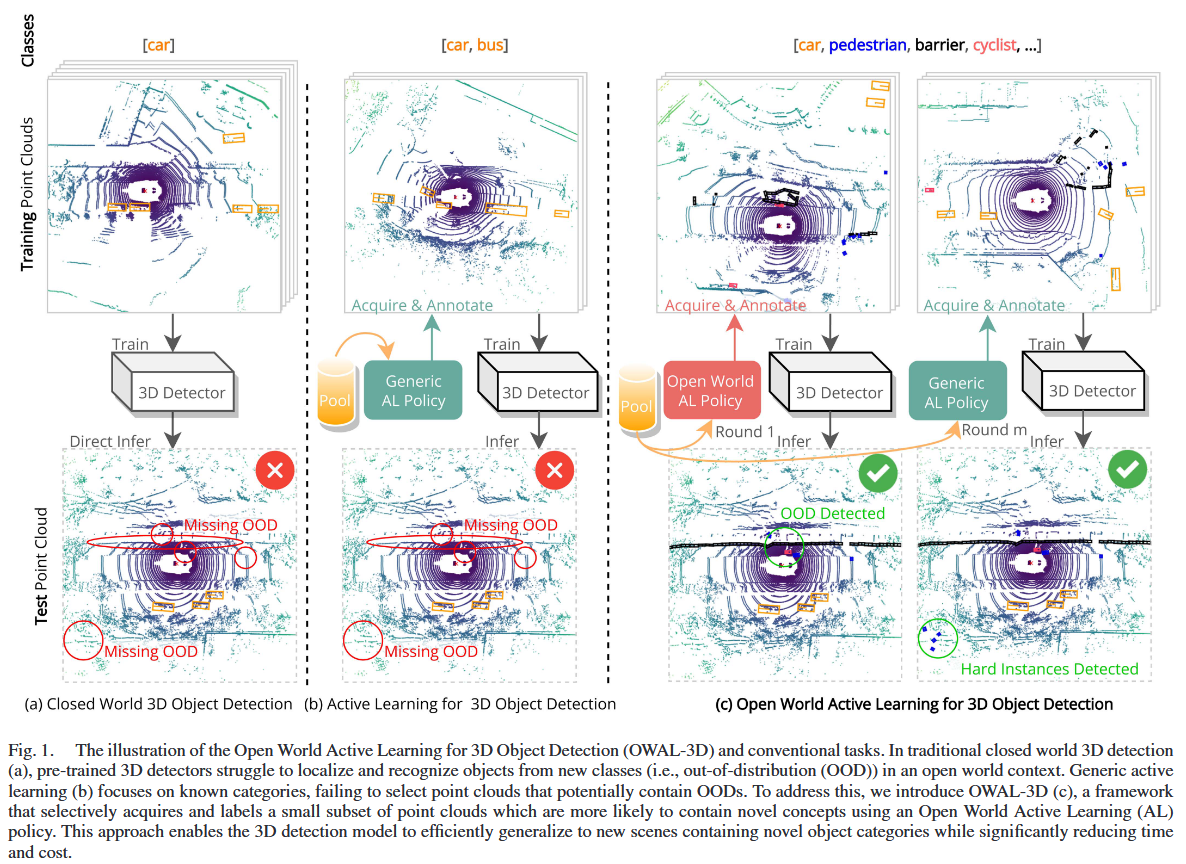 Classes
[car]
[car, bus]
[car, pedestrian, barrier, cyclist, ...]
Training Point Clouds
Acquire & Annotate
Acquire & Annotate
Acquire & Annotate
Train
Train
Train
Train
3D Detector
Pool
Generic
AL Policy
3D Detector
Pool
Open World
AL Policy
3D Detector
Generic
AL Policy
3D Detector
Direct Infer
Infer
Round 1
Infer
Round m
Infer
Test Point Cloud
Missing OOD
Missing OOD
Missing OOD
Missing OOD
OOD Detected
Hard Instances Detected
(a) Closed World 3D Object Detection
(b) Active Learning for 3D Object Detection
(c) Open World Active Learning for 3D Object Detection
Fig. 1. The illustration of the Open World Active Learning for 3D Object Detection (OWAL-3D) and conventional tasks. In traditional closed world 3D detection
(a), pre-trained 3D detectors struggle to localize and recognize objects from new classes (i.e., out-of-distribution (OOD)) in an open world context. Generic active
learning (b) focuses on known categories, failing to select point clouds that potentially contain OODs. To address this, we introduce OWAL-3D (c), a framework
that selectively acquires and labels a small subset of point clouds which are more likely to contain novel concepts using an Open World Active Learning (AL)
policy. This approach enables the 3D detection model to efficiently generalize to new scenes containing novel object categories while significantly reducing time
and cost.